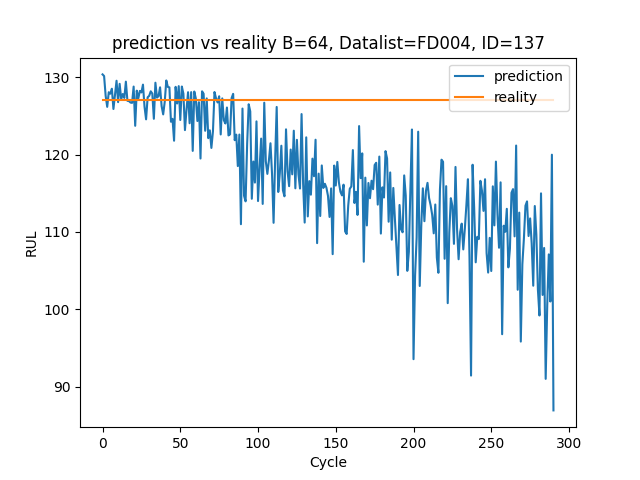 prediction vs reality B=64, Datalist=FD004, ID=137
prediction
reality
RUL
130
120
110
100
90
0 50 100 150 200 250 300
Cycle